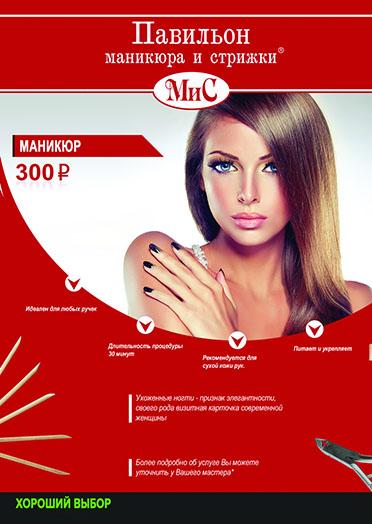 Павильон
маникюра и стрижки®
МиС
МАНИКЮР
300 ₽
Идеален для любых ручек
Длительность процедуры
30 минут
Рекомендуется для
сухой кожи рук.
Питает и укрепляет
Ухоженные ногти - признак элегантности,
своего рода визитная карточка современной
женщины
Более подробно об услуге Вы можете
уточнить у Вашего мастера*
ХОРОШИЙ ВЫБОР